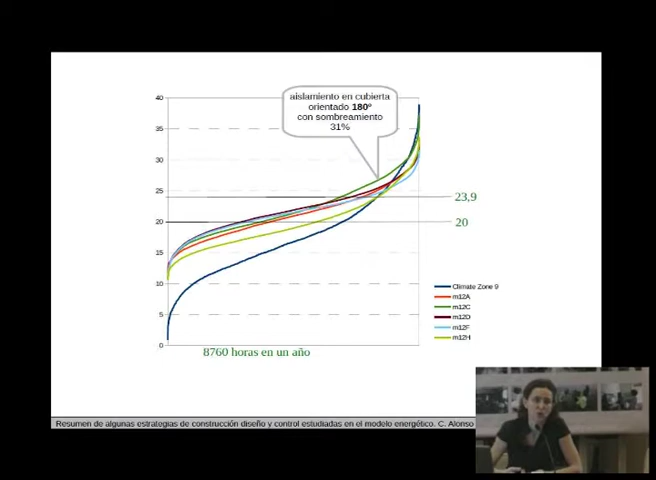 aislamiento en cubierta
orientado 180º
con sombreamiento
31%
40
35
30
25
23,9
20
20
15
10
5
0
Climate Zone 9
m12A
m12C
m12D
m12F
m12H
8760 horas en un año
Resumen de algunas estrategias de construcción diseño y control estudiadas en el modelo energético. C. Alonso